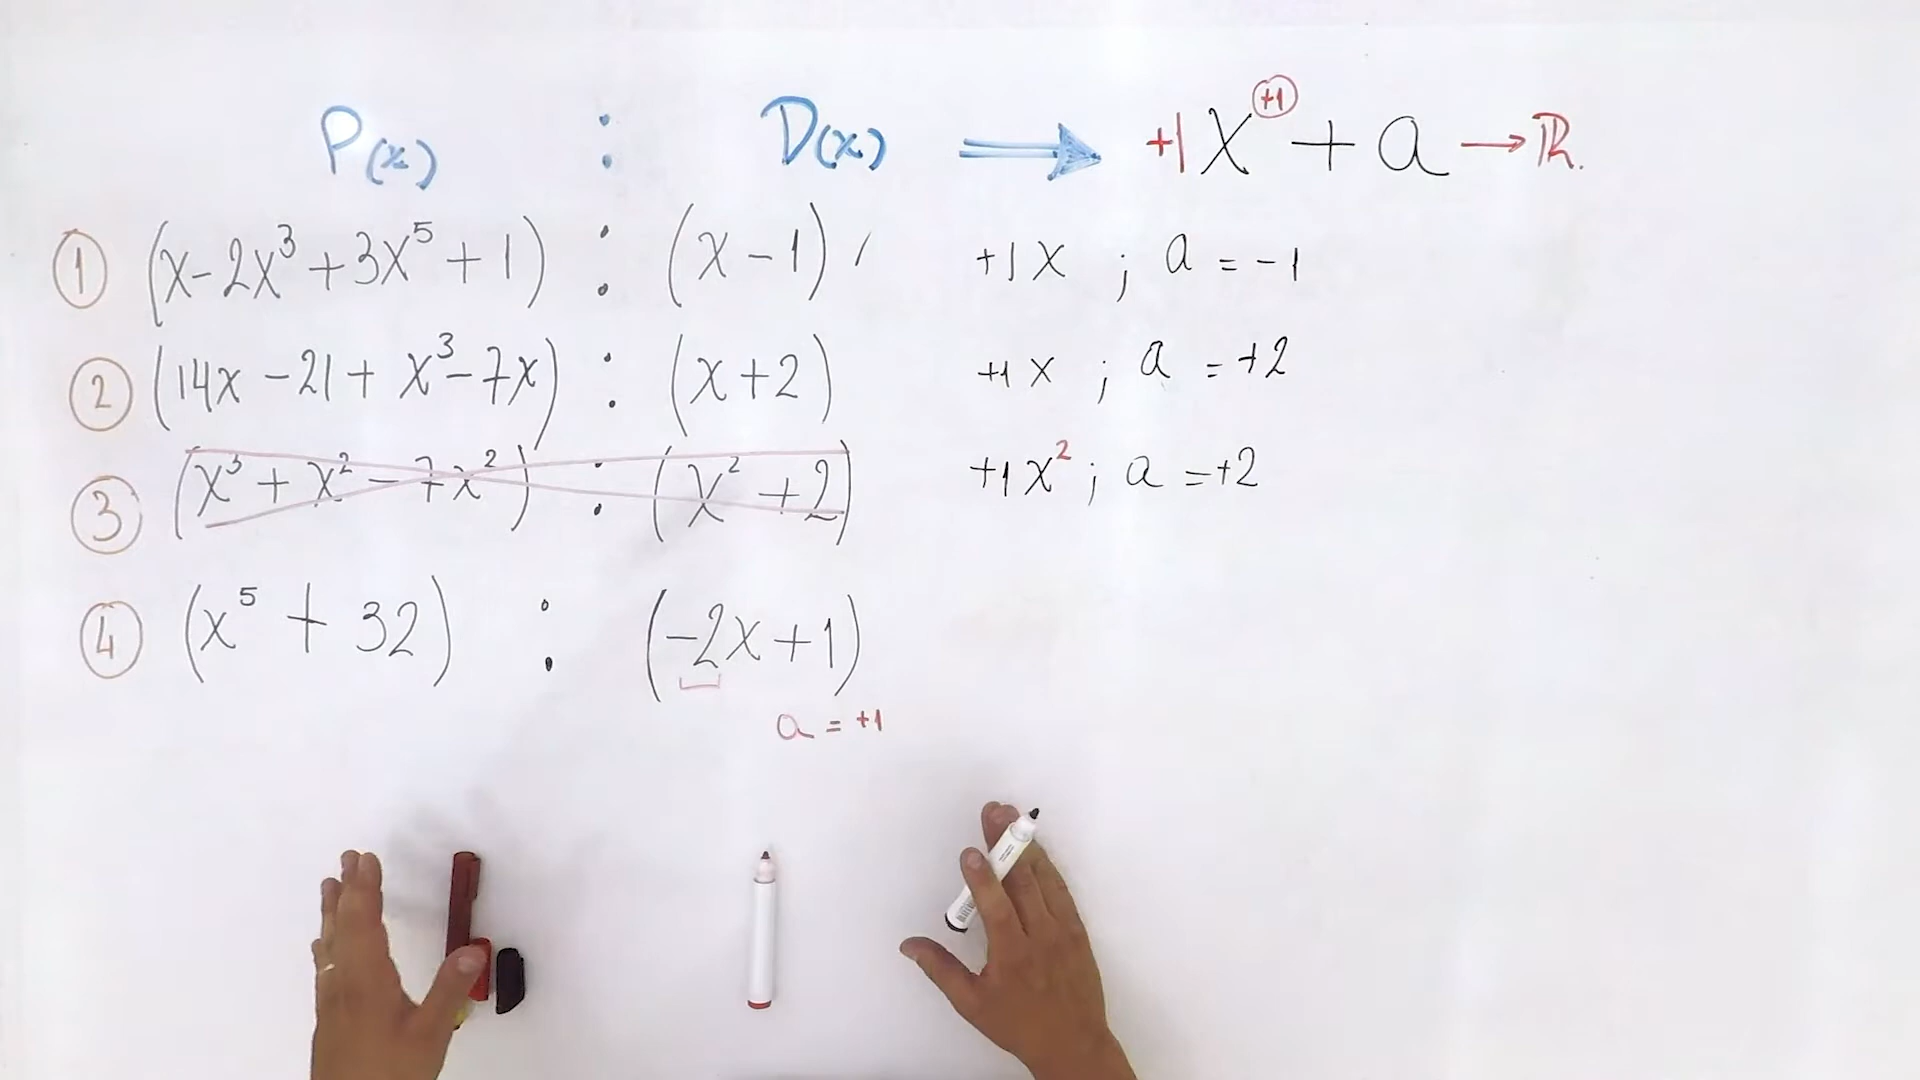 P(x) : D(x) ⟹ +1x^(+1) + a → ℝ.
① (x-2x³+3x⁵+1) : (x-1), +1x ; a = -1
② (14x-21+x³-7x) : (x+2) +1x ; a = +2
③ (x³+x²-7x²) : (x²+2) +1x² ; a = +2
④ (x⁵+32) : (-2x+1)
a = +1